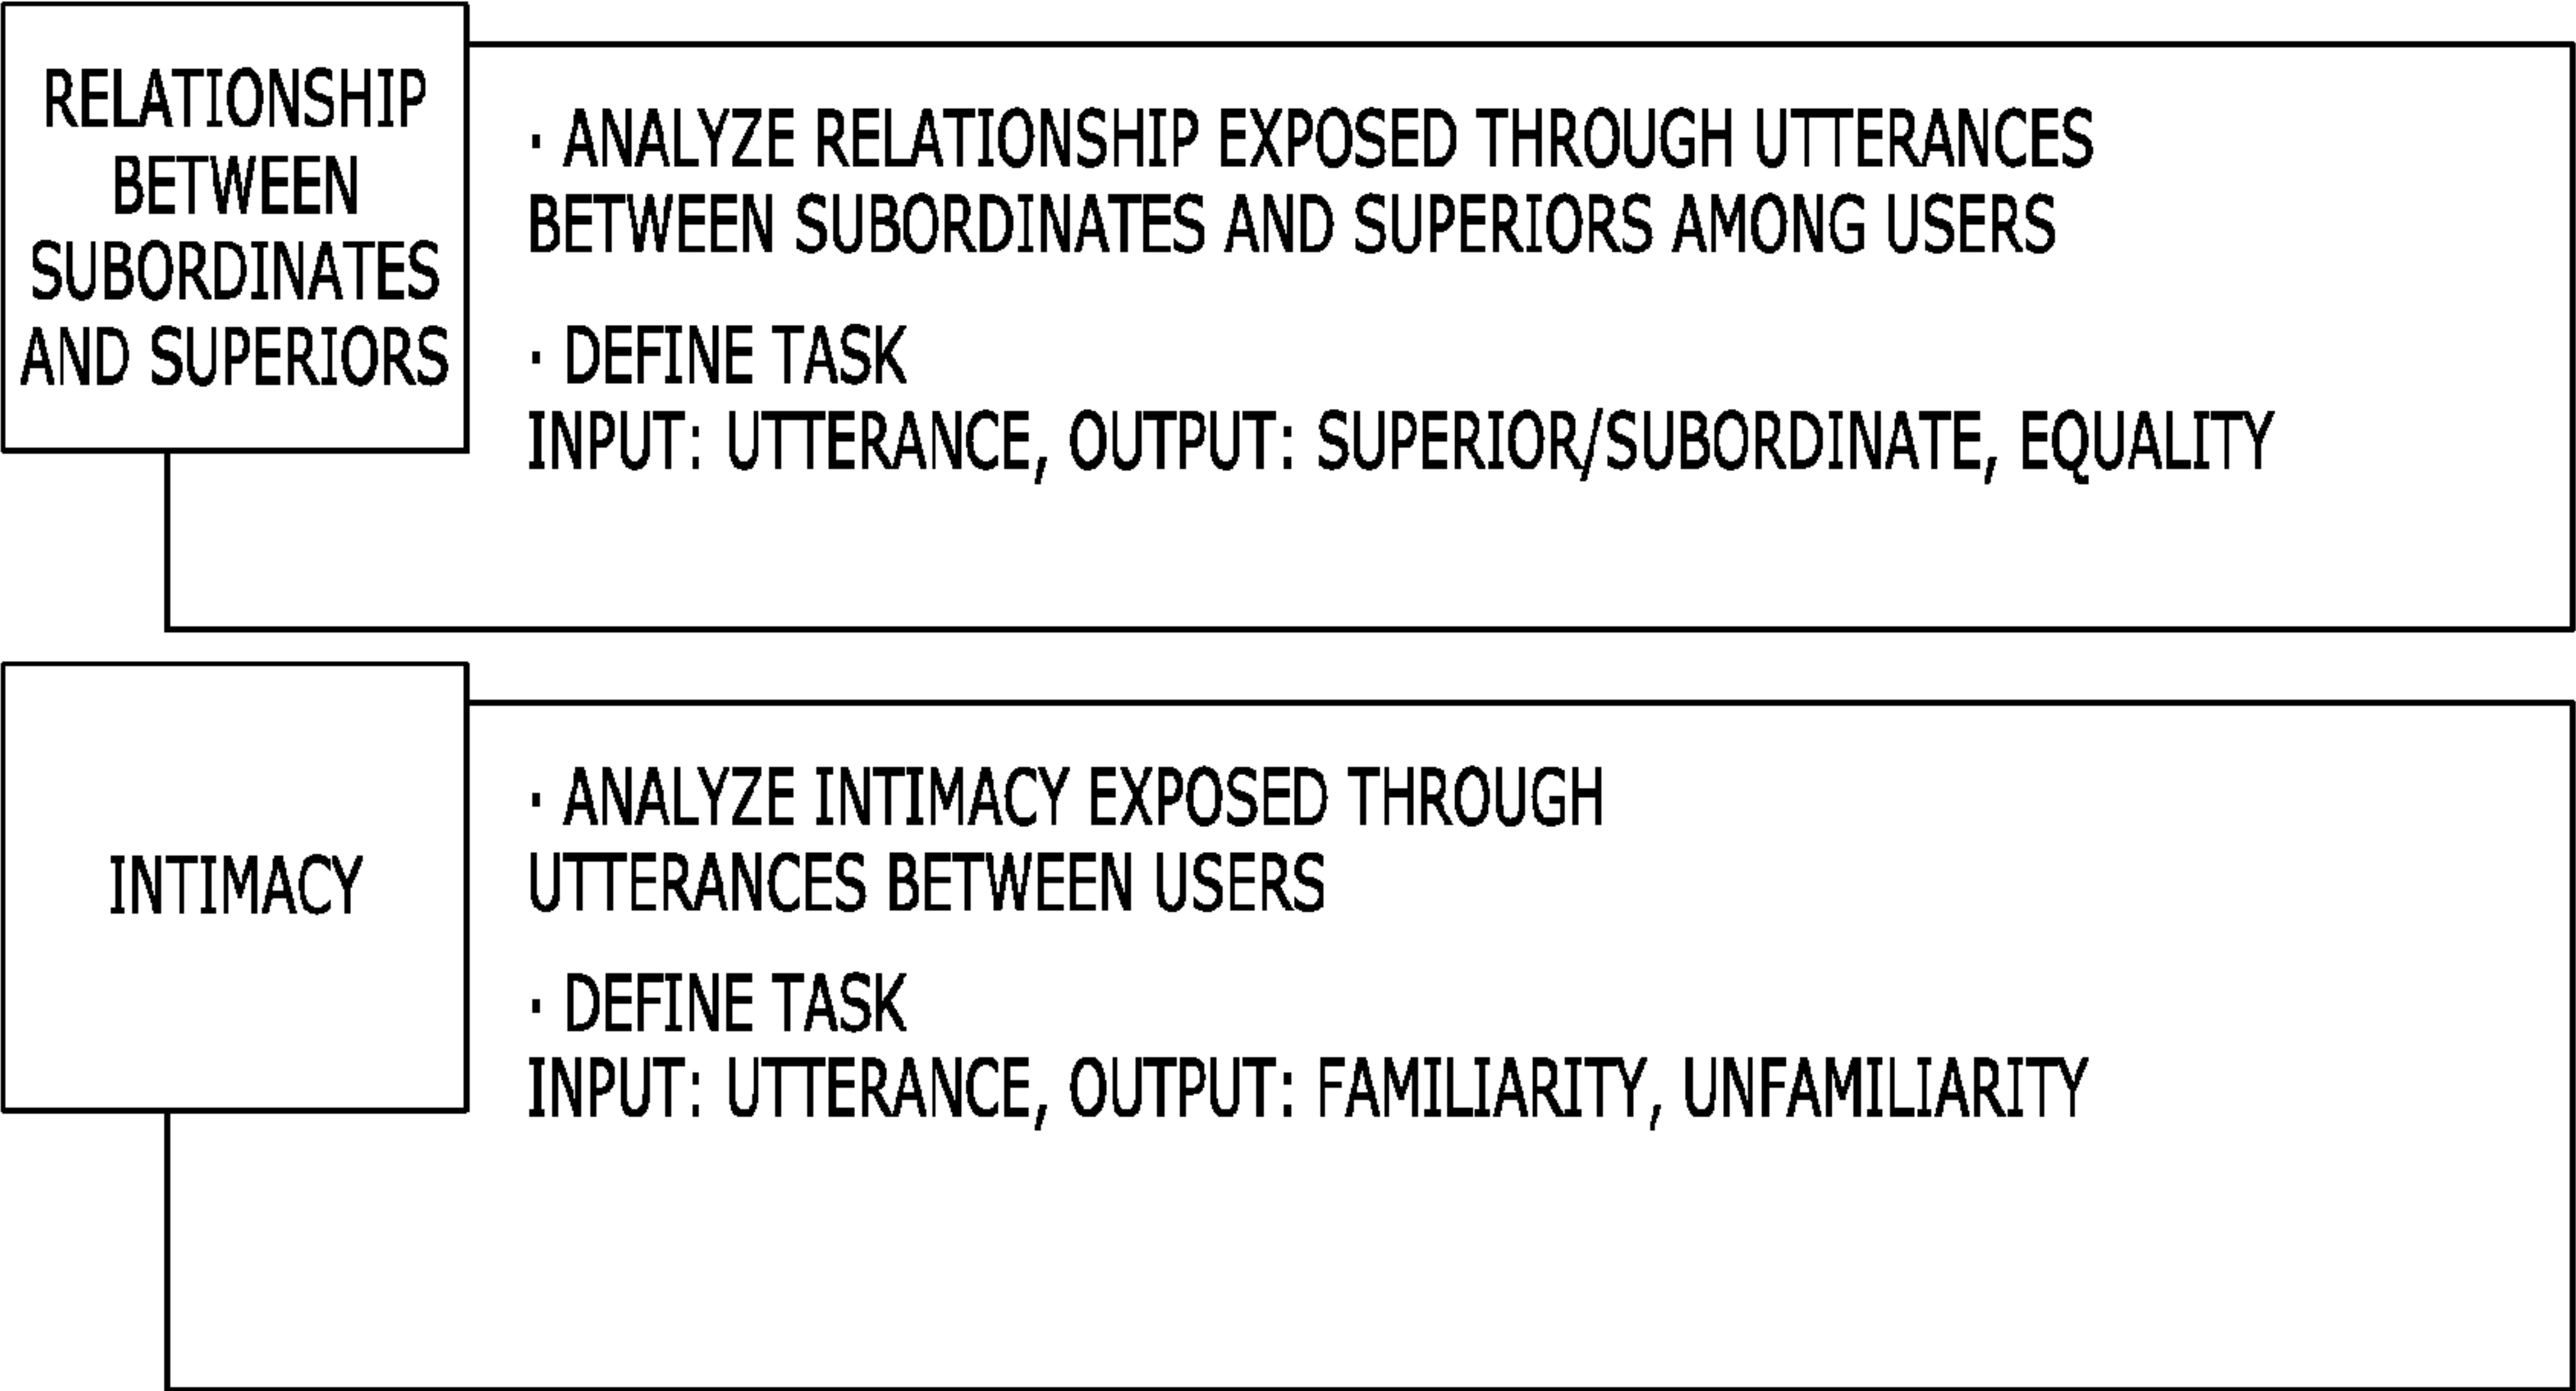 RELATIONSHIP
BETWEEN
SUBORDINATES
AND SUPERIORS
· ANALYZE RELATIONSHIP EXPOSED THROUGH UTTERANCES
BETWEEN SUBORDINATES AND SUPERIORS AMONG USERS
· DEFINE TASK
INPUT: UTTERANCE, OUTPUT: SUPERIOR/SUBORDINATE, EQUALITY
INTIMACY
· ANALYZE INTIMACY EXPOSED THROUGH
UTTERANCES BETWEEN USERS
· DEFINE TASK
INPUT: UTTERANCE, OUTPUT: FAMILIARITY, UNFAMILIARITY